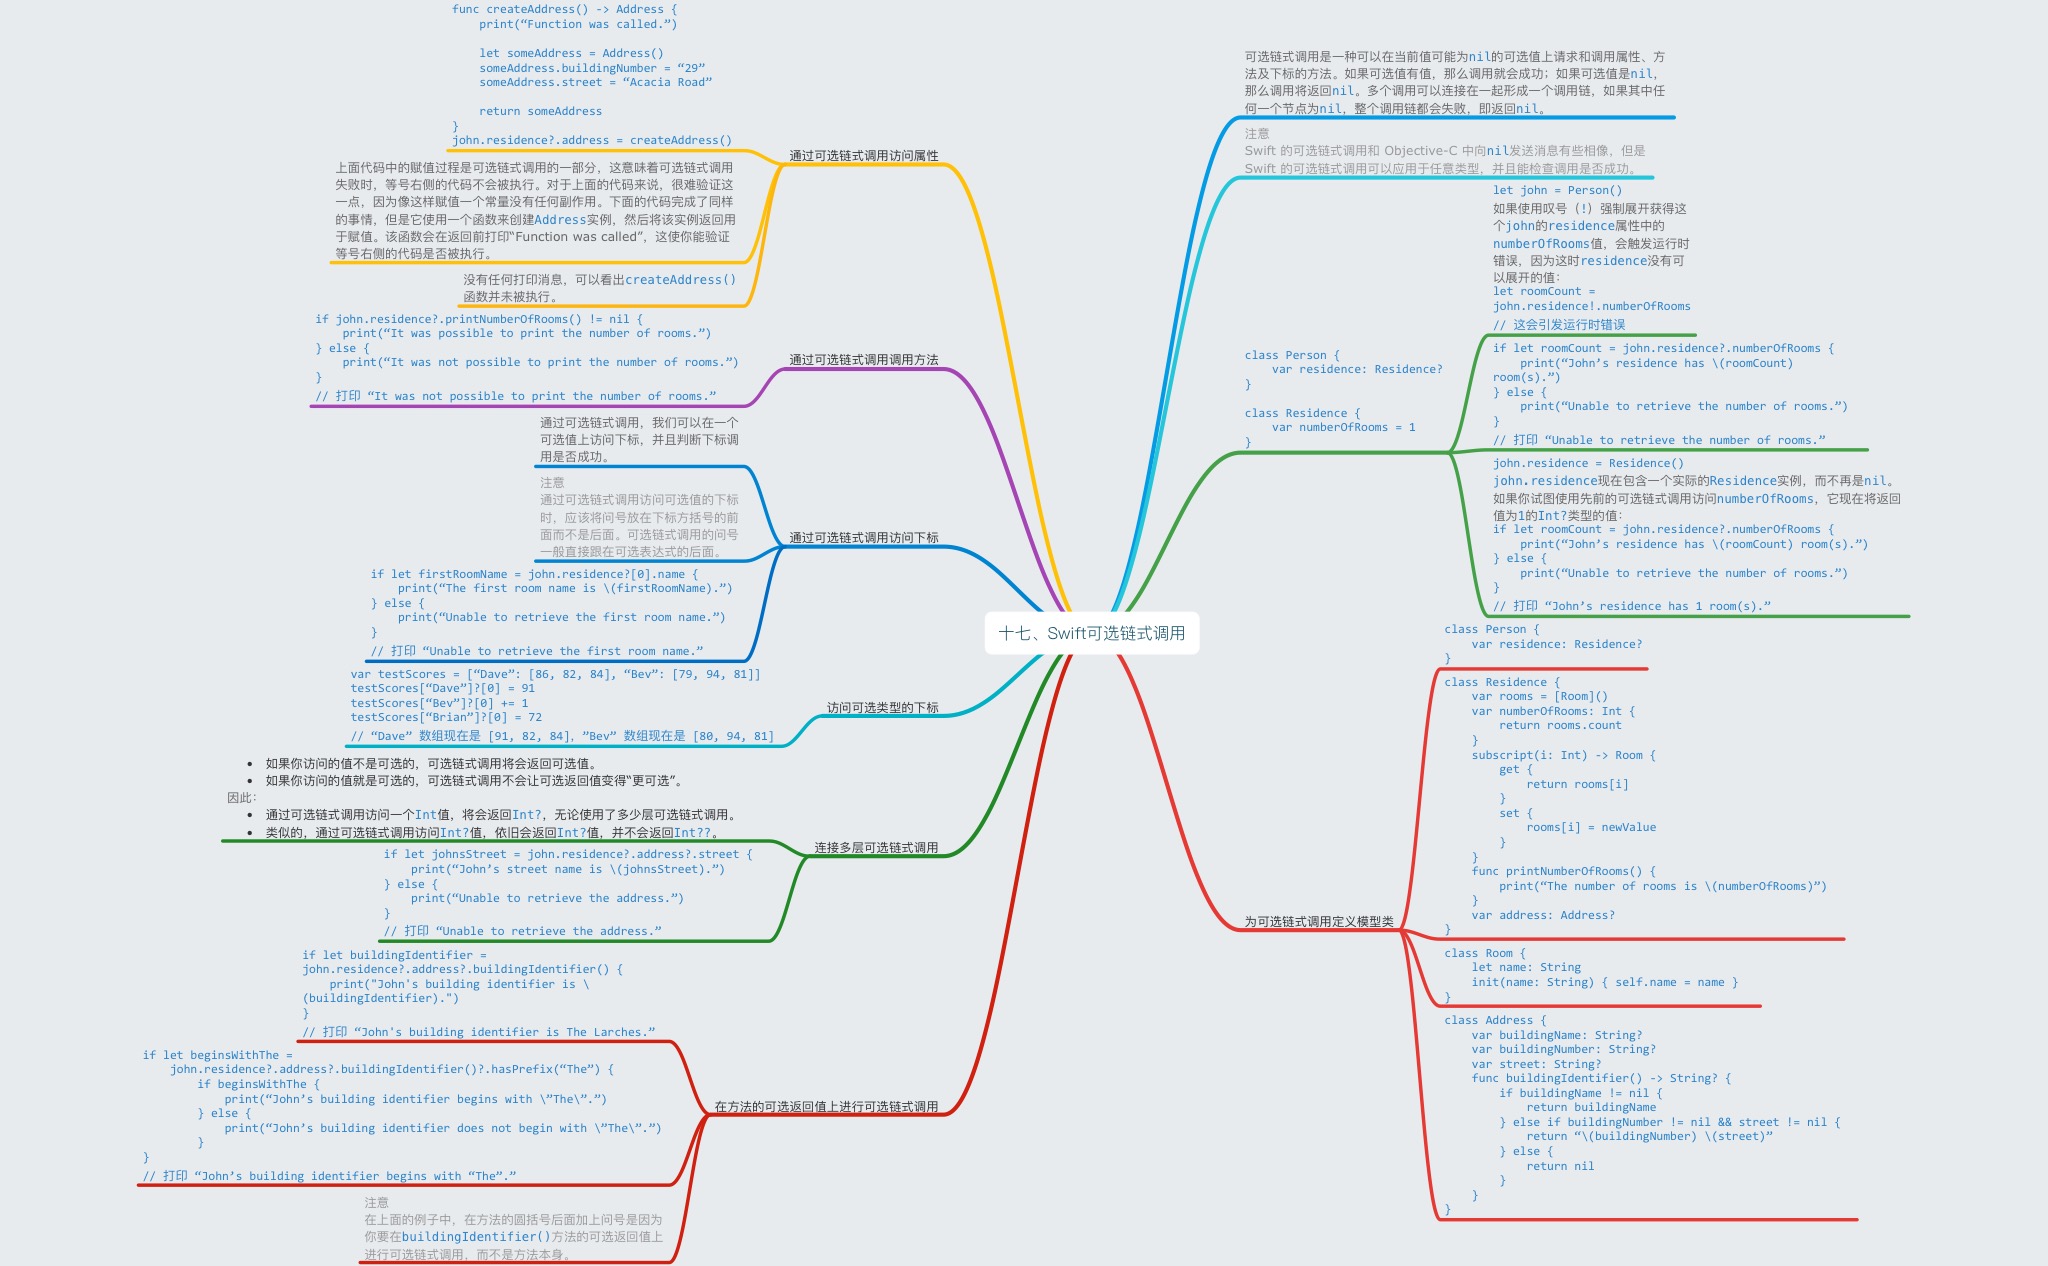 十七、Swift可选链式调用
可选链式调用是一种可以在当前值可能为nil的可选值上请求和调用属性、方
法及下标的方法。如果可选值有值，那么调用就会成功；如果可选值是nil，
那么调用将返回nil。多个调用可以连接在一起形成一个调用链，如果其中任
何一个节点为nil，整个调用链都会失败，即返回nil。
注意
Swift 的可选链式调用和 Objective-C 中向nil发送消息有些相像，但是
Swift 的可选链式调用可以应用于任意类型，并且能检查调用是否成功。
class Person {
    var residence: Residence?
}
class Residence {
    var numberOfRooms = 1
}
let john = Person()
如果使用叹号（!）强制展开获得这
个john的residence属性中的
numberOfRooms值，会触发运行时
错误，因为这时residence没有可
以展开的值：
let roomCount =
john.residence!.numberOfRooms
// 这会引发运行时错误
if let roomCount = john.residence?.numberOfRooms {
    print(“John’s residence has \(roomCount)
room(s).”)
} else {
    print(“Unable to retrieve the number of rooms.”)
}
// 打印 “Unable to retrieve the number of rooms.”
john.residence = Residence()
john.residence现在包含一个实际的Residence实例，而不再是nil。
如果你试图使用先前的可选链式调用访问numberOfRooms，它现在将返回
值为1的Int?类型的值：
if let roomCount = john.residence?.numberOfRooms {
    print(“John’s residence has \(roomCount) room(s).”)
} else {
    print(“Unable to retrieve the number of rooms.”)
}
// 打印 “John’s residence has 1 room(s).”
为可选链式调用定义模型类
class Person {
    var residence: Residence?
}
class Residence {
    var rooms = [Room]()
    var numberOfRooms: Int {
        return rooms.count
    }
    subscript(i: Int) -> Room {
        get {
            return rooms[i]
        }
        set {
            rooms[i] = newValue
        }
    }
    func printNumberOfRooms() {
        print(“The number of rooms is \(numberOfRooms)”)
    }
    var address: Address?
}
class Room {
    let name: String
    init(name: String) { self.name = name }
}
class Address {
    var buildingName: String?
    var buildingNumber: String?
    var street: String?
    func buildingIdentifier() -> String? {
        if buildingName != nil {
            return buildingName
        } else if buildingNumber != nil && street != nil {
            return “\(buildingNumber) \(street)”
        } else {
            return nil
        }
    }
}
通过可选链式调用访问属性
func createAddress() -> Address {
    print(“Function was called.”)
    let someAddress = Address()
    someAddress.buildingNumber = “29”
    someAddress.street = “Acacia Road”
    return someAddress
}
john.residence?.address = createAddress()
上面代码中的赋值过程是可选链式调用的一部分，这意味着可选链式调用
失败时，等号右侧的代码不会被执行。对于上面的代码来说，很难验证这
一点，因为像这样赋值一个常量没有任何副作用。下面的代码完成了同样
的事情，但是它使用一个函数来创建Address实例，然后将该实例返回用
于赋值。该函数会在返回前打印“Function was called”，这使你能验证
等号右侧的代码是否被执行。
没有任何打印消息，可以看出createAddress()
函数并未被执行。
通过可选链式调用调用方法
if john.residence?.printNumberOfRooms() != nil {
    print(“It was possible to print the number of rooms.”)
} else {
    print(“It was not possible to print the number of rooms.”)
}
// 打印 “It was not possible to print the number of rooms.”
通过可选链式调用访问下标
通过可选链式调用，我们可以在一个
可选值上访问下标，并且判断下标调
用是否成功。
注意
通过可选链式调用访问可选值的下标
时，应该将问号放在下标方括号的前
面而不是后面。可选链式调用的问号
一般直接跟在可选表达式的后面。
if let firstRoomName = john.residence?[0].name {
    print(“The first room name is \(firstRoomName).”)
} else {
    print(“Unable to retrieve the first room name.”)
}
// 打印 “Unable to retrieve the first room name.”
访问可选类型的下标
var testScores = [“Dave”: [86, 82, 84], “Bev”: [79, 94, 81]]
testScores[“Dave”]?[0] = 91
testScores[“Bev”]?[0] += 1
testScores[“Brian”]?[0] = 72
// “Dave” 数组现在是 [91, 82, 84]，”Bev” 数组现在是 [80, 94, 81]
连接多层可选链式调用
• 如果你访问的值不是可选的，可选链式调用将会返回可选值。
• 如果你访问的值就是可选的，可选链式调用不会让可选返回值变得“更可选”。
因此：
• 通过可选链式调用访问一个Int值，将会返回Int?，无论使用了多少层可选链式调用。
• 类似的，通过可选链式调用访问Int?值，依旧会返回Int?值，并不会返回Int??。
if let johnsStreet = john.residence?.address?.street {
    print(“John’s street name is \(johnsStreet).”)
} else {
    print(“Unable to retrieve the address.”)
}
// 打印 “Unable to retrieve the address.”
在方法的可选返回值上进行可选链式调用
if let buildingIdentifier =
john.residence?.address?.buildingIdentifier() {
    print("John's building identifier is \
(buildingIdentifier).")
}
// 打印 “John's building identifier is The Larches.”
if let beginsWithThe =
    john.residence?.address?.buildingIdentifier()?.hasPrefix(“The”) {
        if beginsWithThe {
            print(“John’s building identifier begins with \”The\”.”)
        } else {
            print(“John’s building identifier does not begin with \”The\”.”)
        }
}
// 打印 “John’s building identifier begins with “The”.”
注意
在上面的例子中，在方法的圆括号后面加上问号是因为
你要在buildingIdentifier()方法的可选返回值上
进行可选链式调用，而不是方法本身。